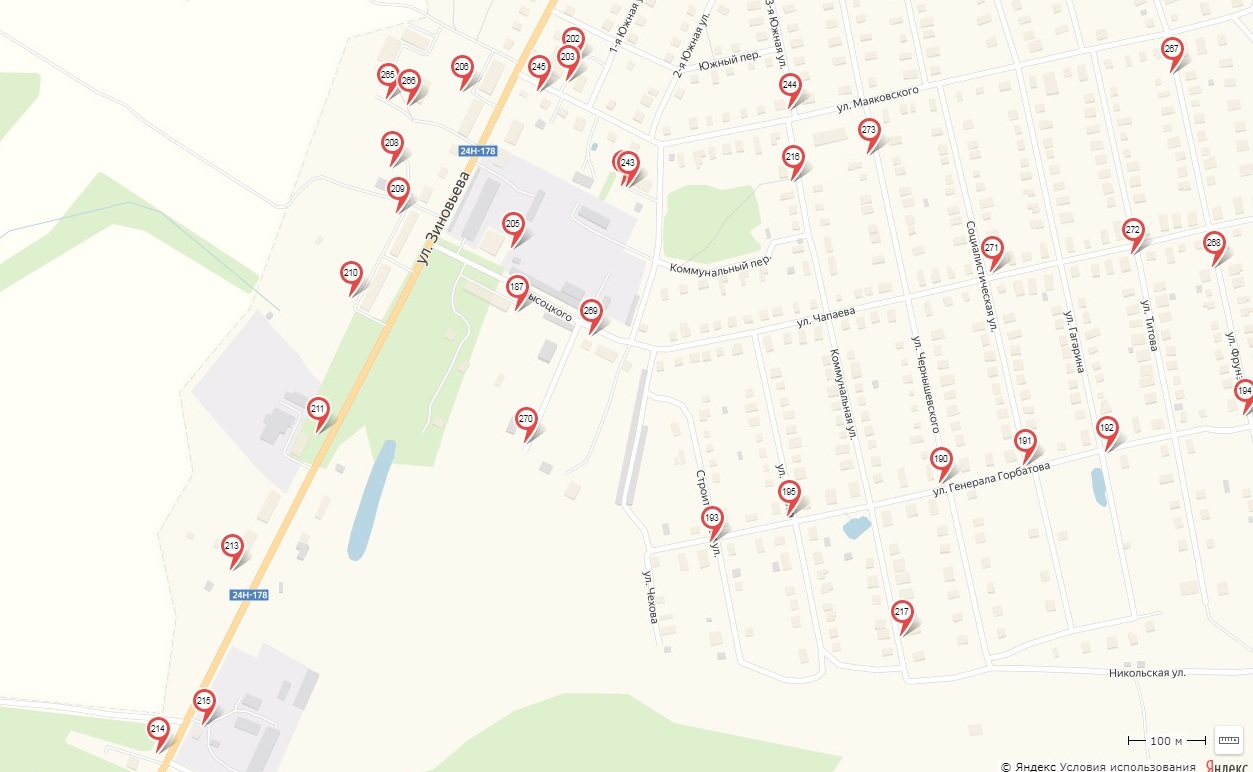 1-я Южная ул.
2-я Южная ул.
3-я Южная ул.
202
203
245
206
265
266
Южный пер.
267
244
ул. Маяковского
273
208
24Н-178
243
216
209
205
ул. Зиновьева
272
268
271
Социалистическая ул.
210
187
269
Коммунальный пер.
ул. Чапаева
ул. Гагарина
ул. Титова
ул. Чернышевского
Коммунальная ул.
211
270
194
192
191
190
ул. Генерала Горбатова
195
193
213
24Н-178
ул. Чехова
217
Никольская ул.
215
214
100 м
© Яндекс Условия использования Яндекс